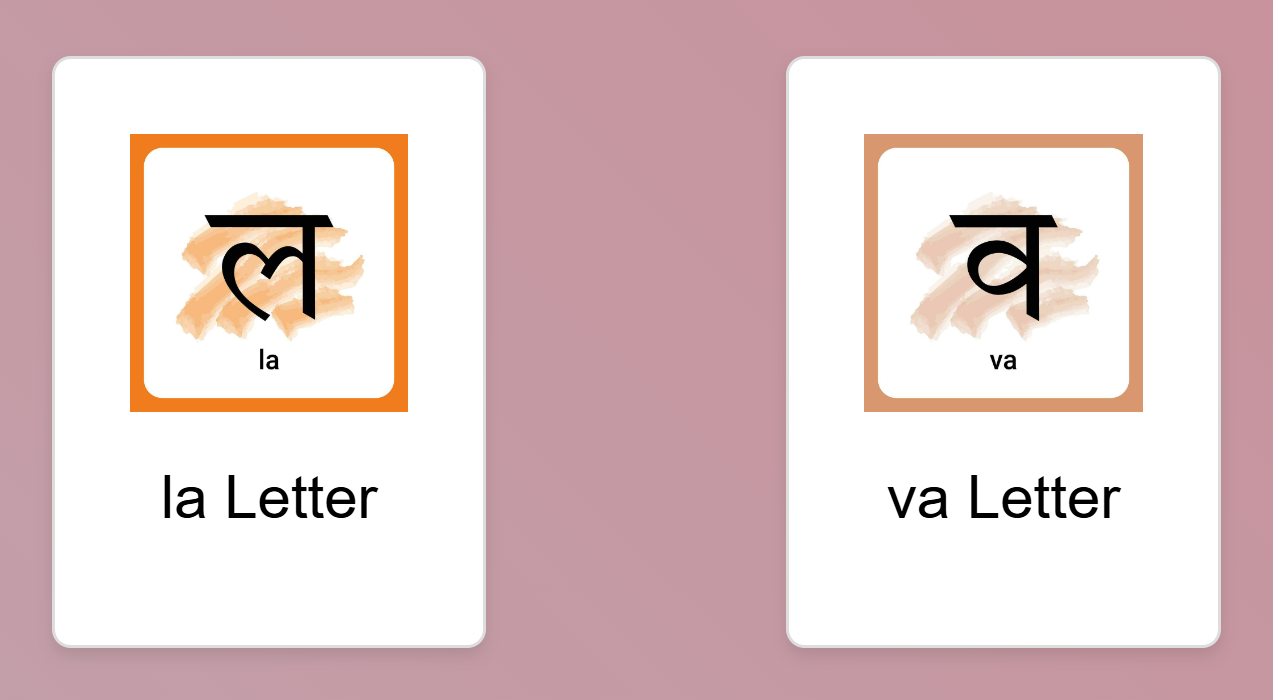 ल
la
la Letter
व
va
va Letter